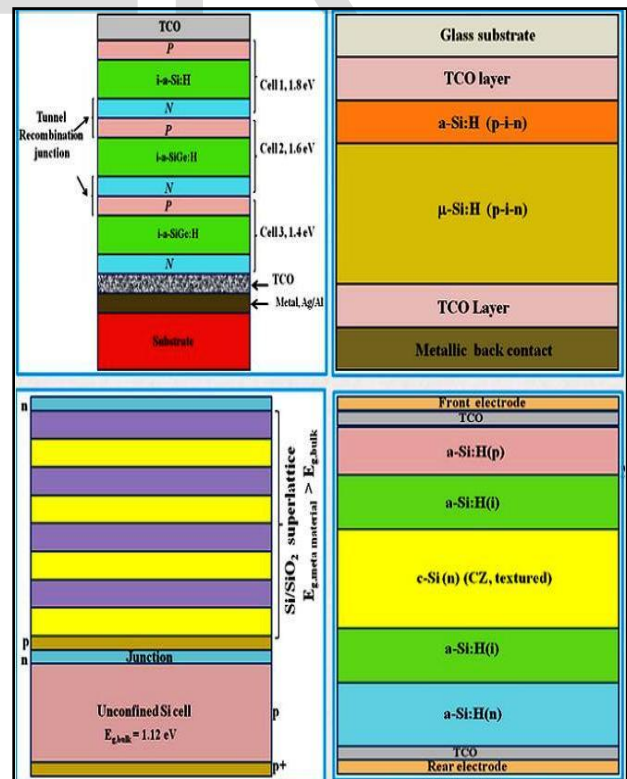 TCO
P
i-a-Si:H
N
P
i-a-SiGe:H
N
P
i-a-SiGe:H
N
Substrate
Cell 1, 1.8 eV
Cell 2, 1.6 eV
Cell 3, 1.4 eV
TCO
Metal, Ag/Al
Tunnel
Recombination
junction
Glass substrate
TCO layer
a-Si:H (p-i-n)
μ-Si:H (p-i-n)
TCO Layer
Metallic back contact
n
Si/SiO2 superlattice
Eg,meta material > Eg,bulk
p
n
Junction
Unconfined Si cell
Eg,bulk = 1.12 eV
p
p+
Front electrode
TCO
a-Si:H(p)
a-Si:H(i)
c-Si (n) (CZ, textured)
a-Si:H(i)
a-Si:H(n)
TCO
Rear electrode